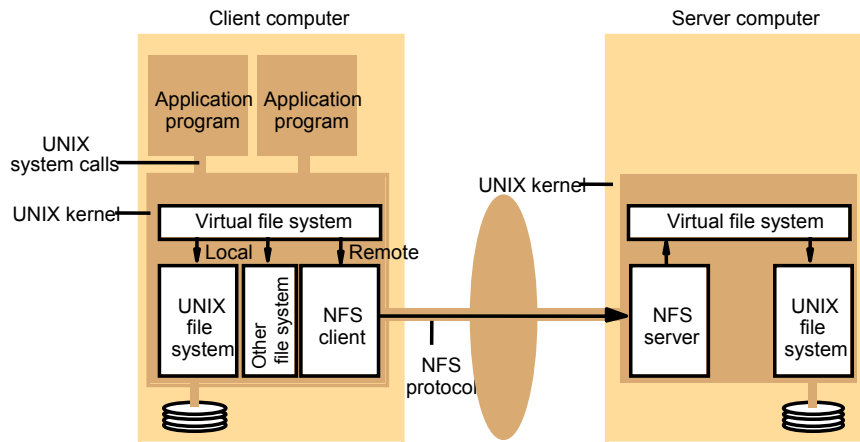 Client computer
Server computer
Application
program
Application
program
UNIX
system calls
UNIX kernel
UNIX kernel
Virtual file system
Virtual file system
Local
Remote
UNIX
file
system
Other
file system
NFS
client
NFS
protocol
NFS
server
UNIX
file
system